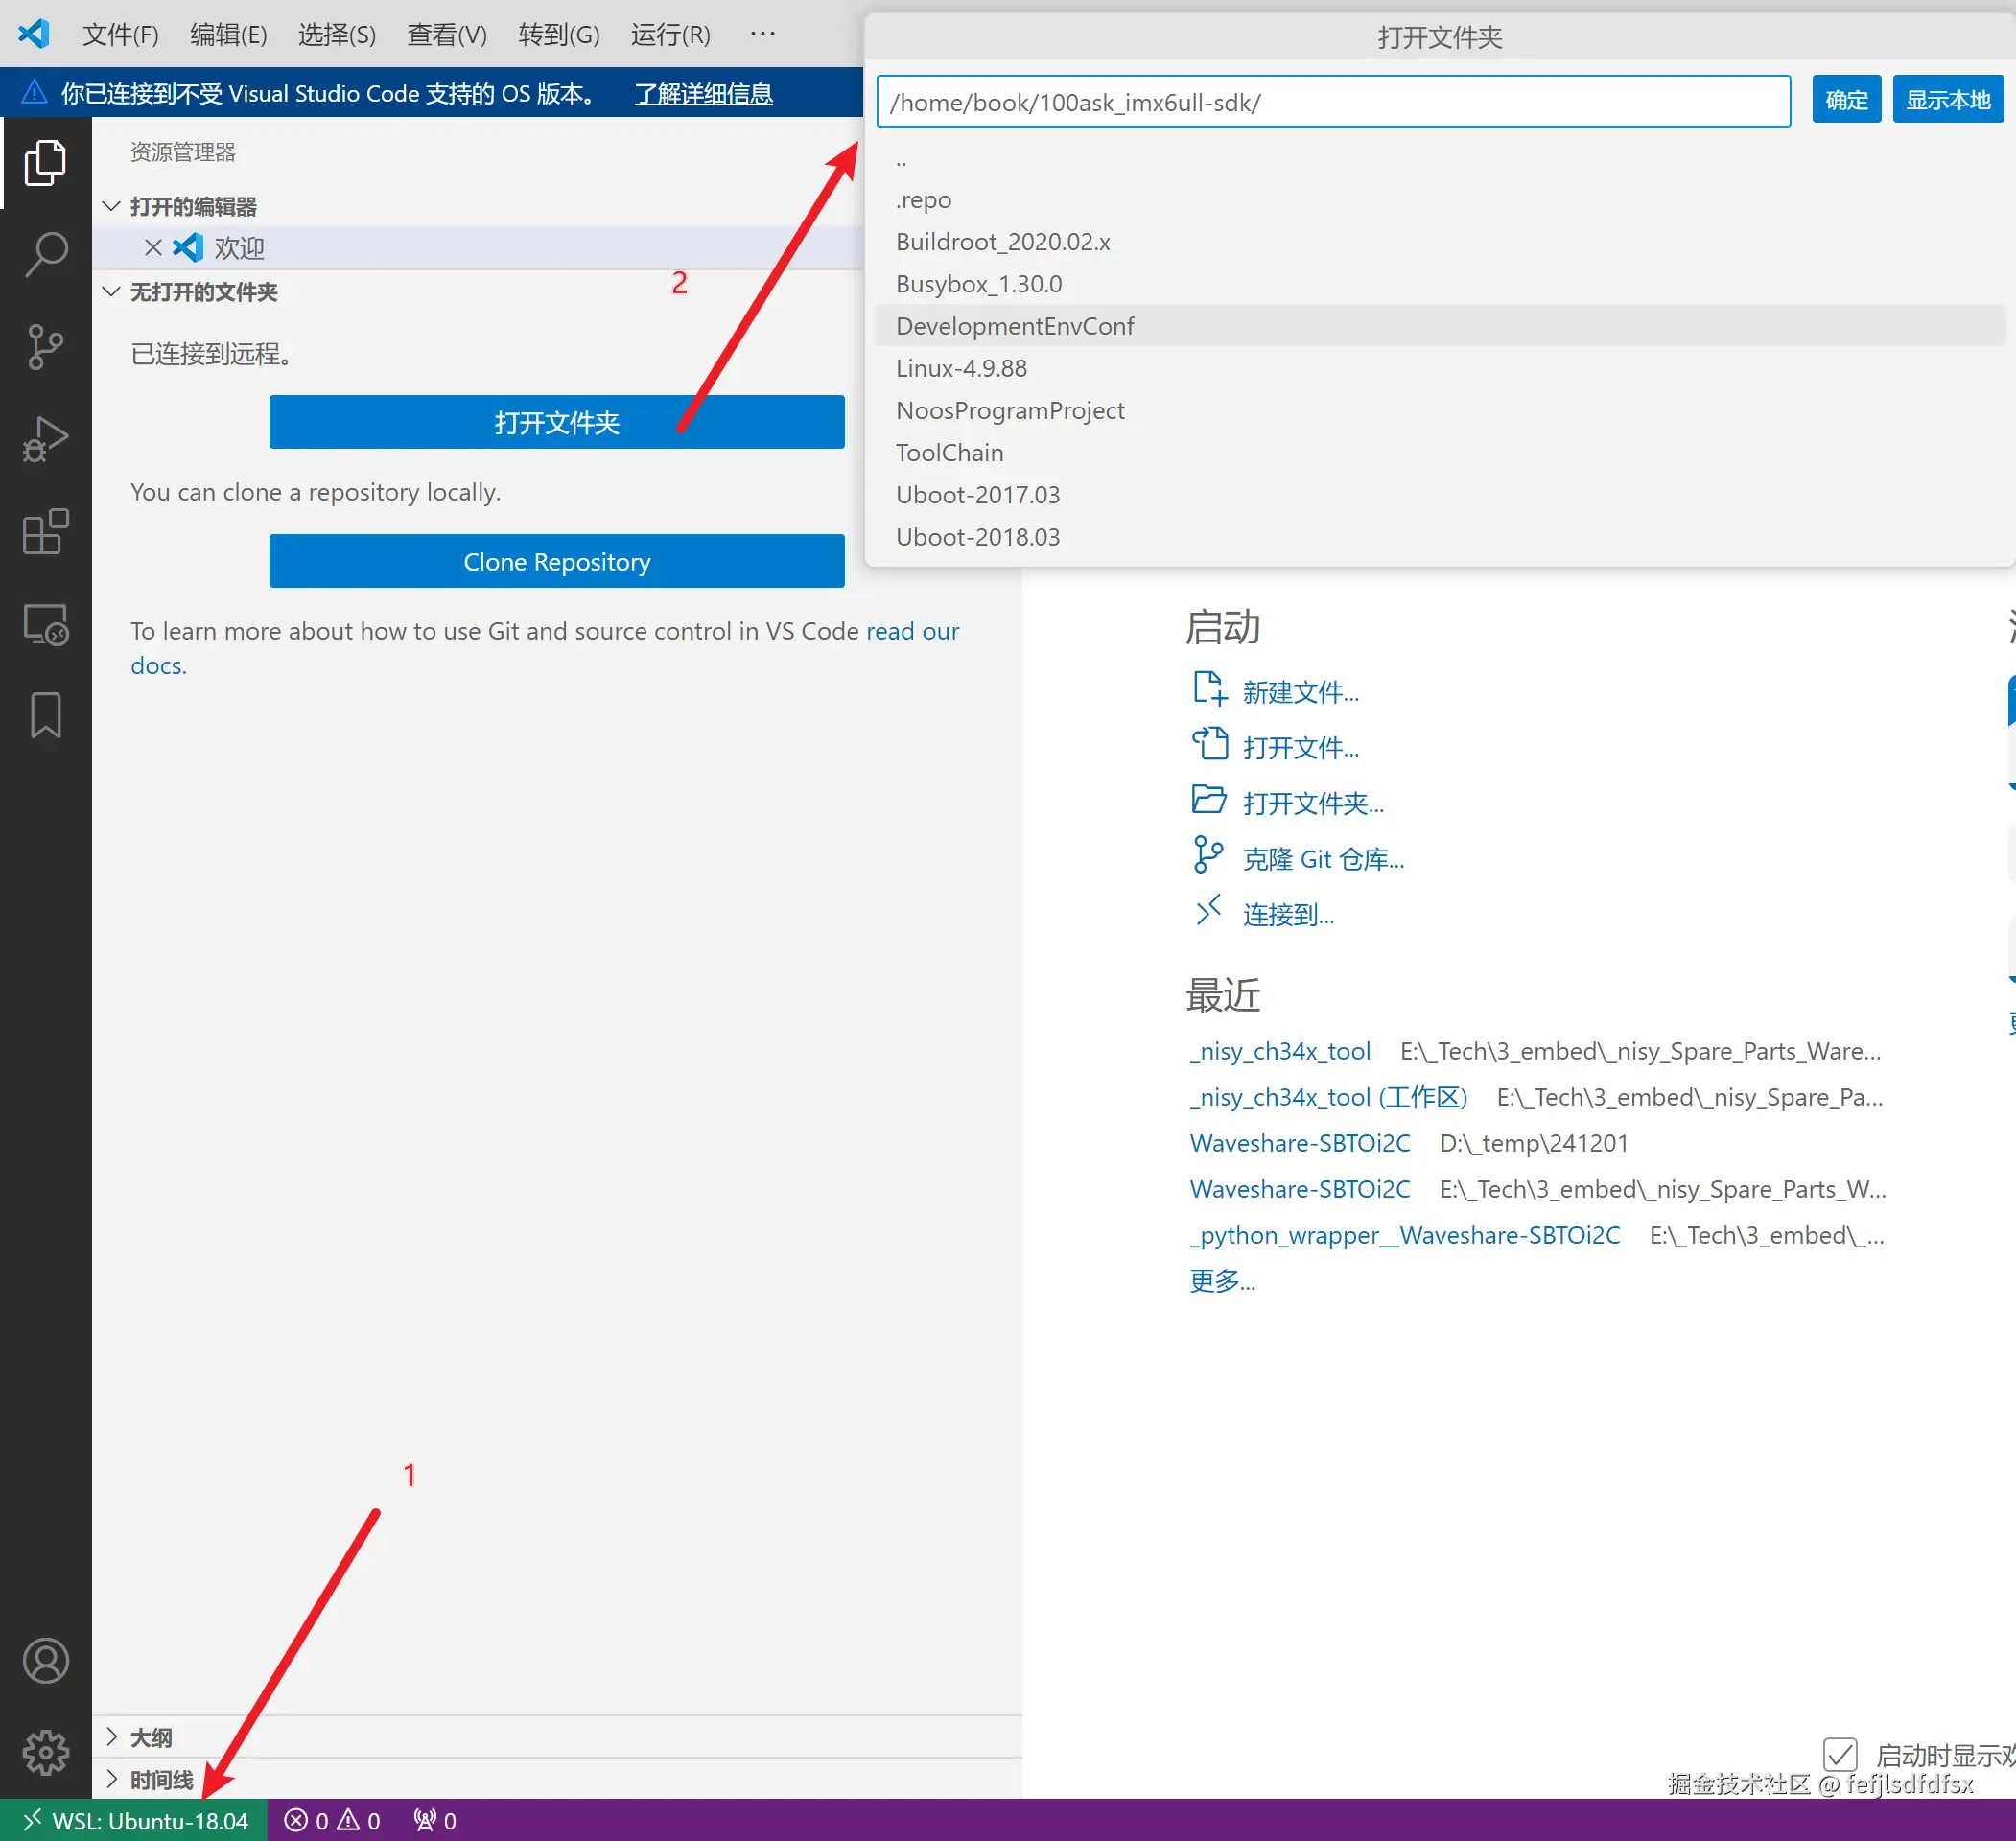 文件(F) 编辑(E) 选择(S) 查看(V) 转到(G) 运行(R) ···
打开文件夹
你已连接到不受 Visual Studio Code 支持的 OS 版本。 了解详细信息
/home/book/100ask_imx6ull-sdk/
确定 显示本地
..
.repo
Buildroot_2020.02.x
Busybox_1.30.0
DevelopmentEnvConf
Linux-4.9.88
NoosProgramProject
ToolChain
Uboot-2017.03
Uboot-2018.03
资源管理器
打开的编辑器
欢迎
2
无打开的文件夹
已连接到远程。
打开文件夹
You can clone a repository locally.
Clone Repository
To learn more about how to use Git and source control in VS Code read our
docs.
启动
新建文件...
打开文件...
打开文件夹...
克隆 Git 仓库...
连接到...
最近
_nisy_ch34x_tool E:\_Tech\3_embed\_nisy_Spare_Parts_Ware...
_nisy_ch34x_tool (工作区) E:\_Tech\3_embed\_nisy_Spare_Pa...
Waveshare-SBTOi2C D:\_temp\241201
Waveshare-SBTOi2C E:\_Tech\3_embed\_nisy_Spare_Parts_W...
_python_wrapper__Waveshare-SBTOi2C E:\_Tech\3_embed\_...
更多...
1
大纲
时间线
启动时显示
掘金技术社区 @ fefjlsdfdfsx
WSL: Ubuntu-18.04 0 0 0